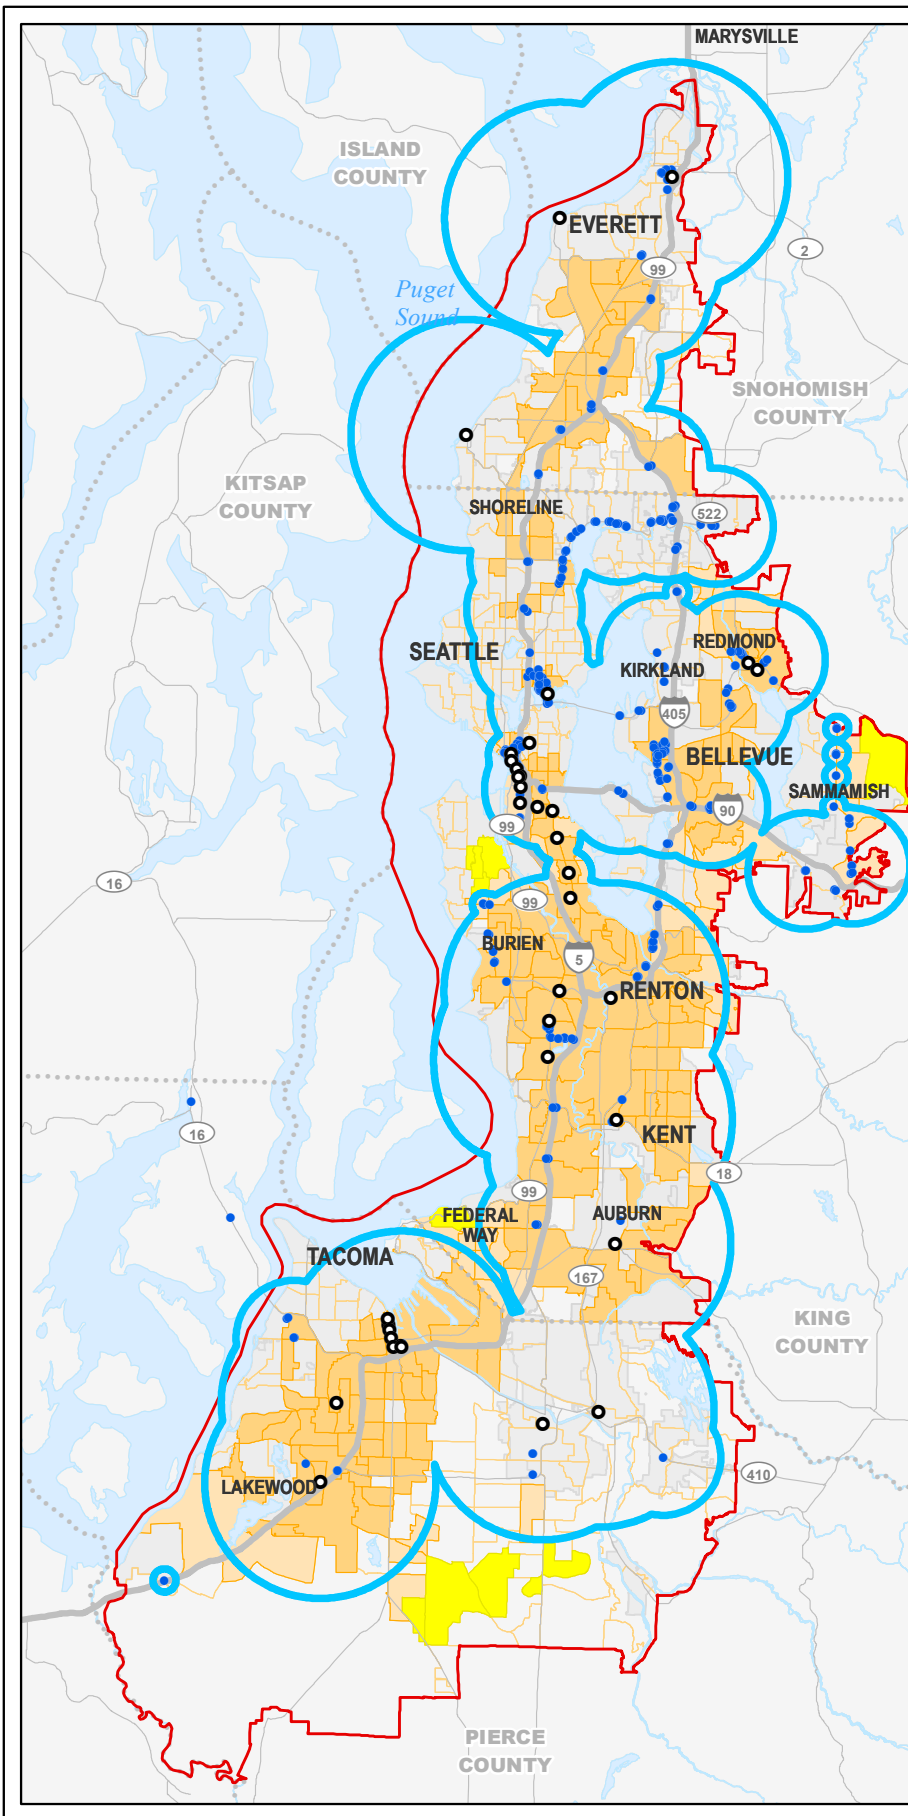 MARYSVILLE
ISLAND
COUNTY
EVERETT
2
99
Puget
Sound
SNOHOMISH
COUNTY
KITSAP
COUNTY
SHORELINE
522
REDMOND
SEATTLE
KIRKLAND
405
BELLEVUE
SAMMAMISH
90
99
16
99
BURIEN
5
RENTON
16
KENT
18
99
AUBURN
FEDERAL
WAY
TACOMA
167
KING
COUNTY
410
LAKEWOOD
PIERCE
COUNTY